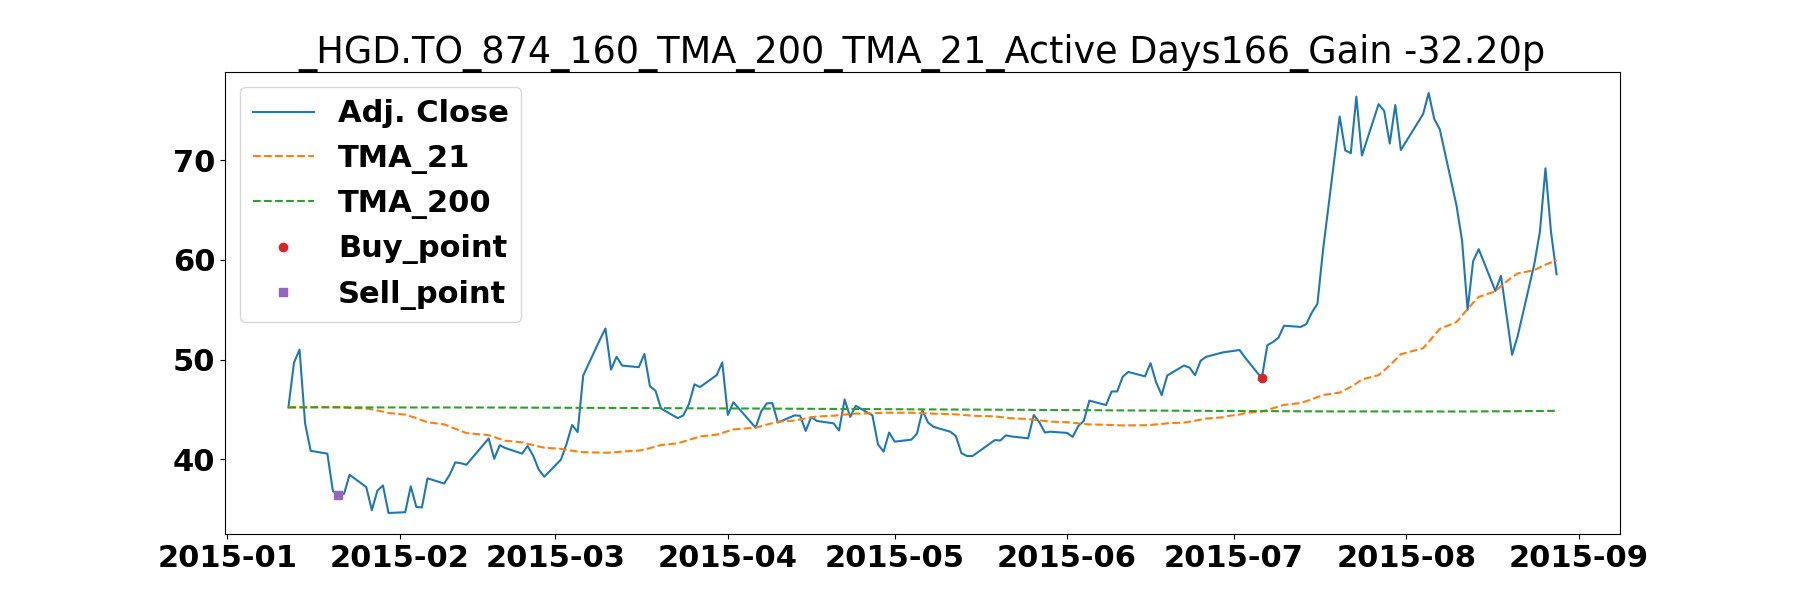 _HGD.TO_874_160_TMA_200_TMA_21_Active Days166_Gain -32.20p
Adj. Close
TMA_21
TMA_200
Buy_point
Sell_point
70
60
50
40
2015-01 2015-02 2015-03 2015-04 2015-05 2015-06 2015-07 2015-08 2015-09